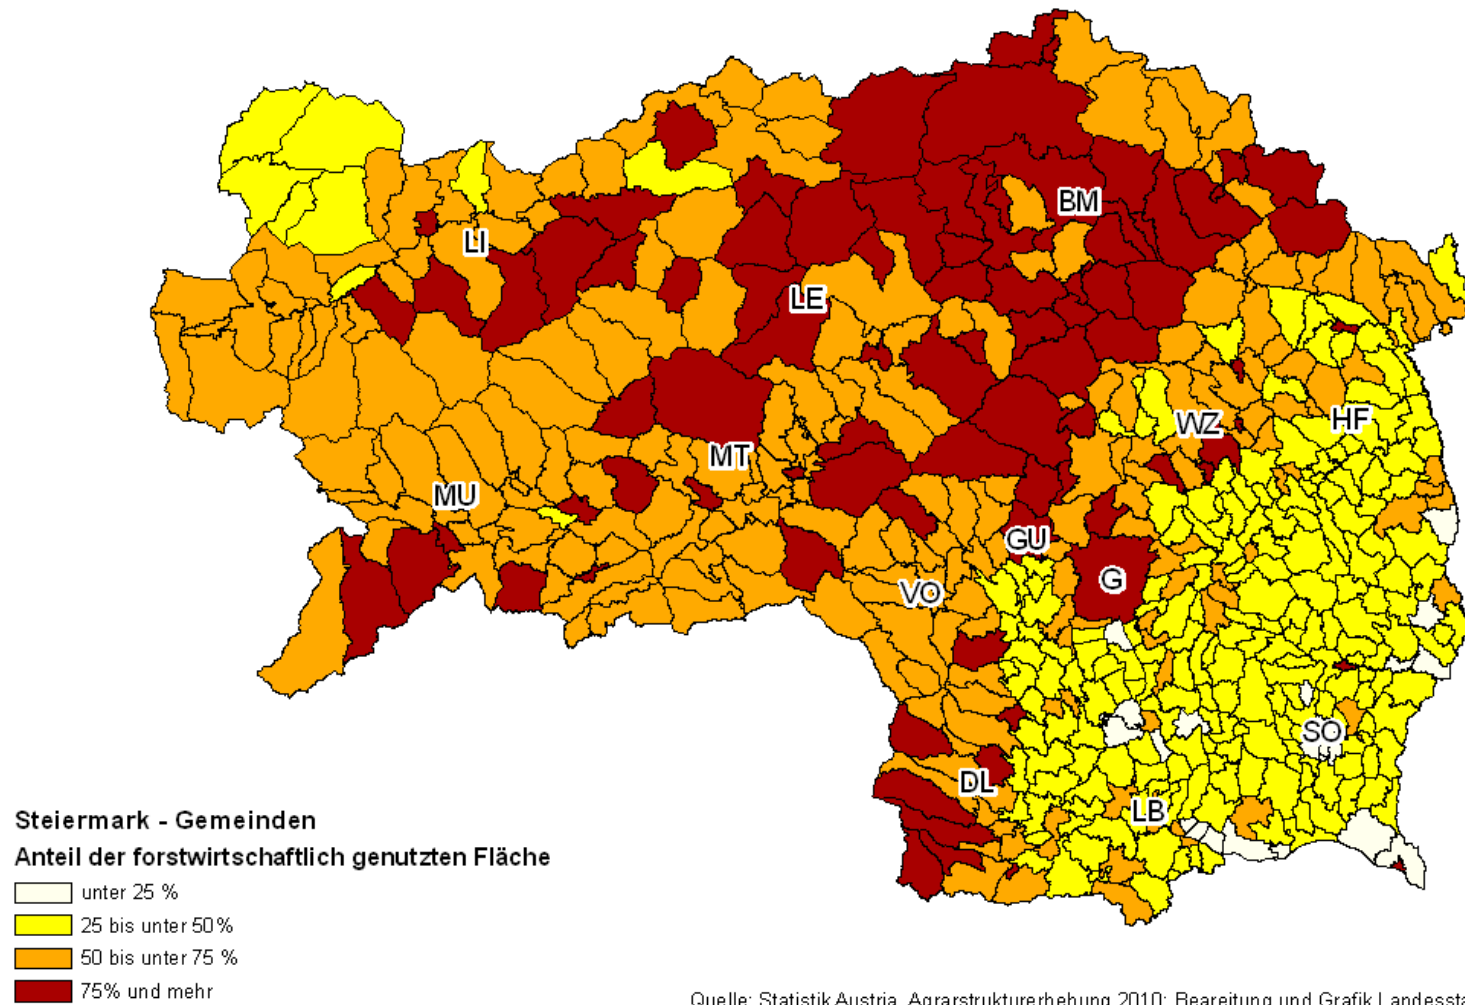 BM
LI
LE
WZ
HF
MT
MU
GU
G
VO
SO
DL
LB
Steiermark - Gemeinden
Anteil der forstwirtschaftlich genutzten Fläche
unter 25 %
25 bis unter 50%
50 bis unter 75 %
75% und mehr
Quelle: Statistik Austria, Agrarstrukturerhebung 2010; Beareitung und Grafik Landessta